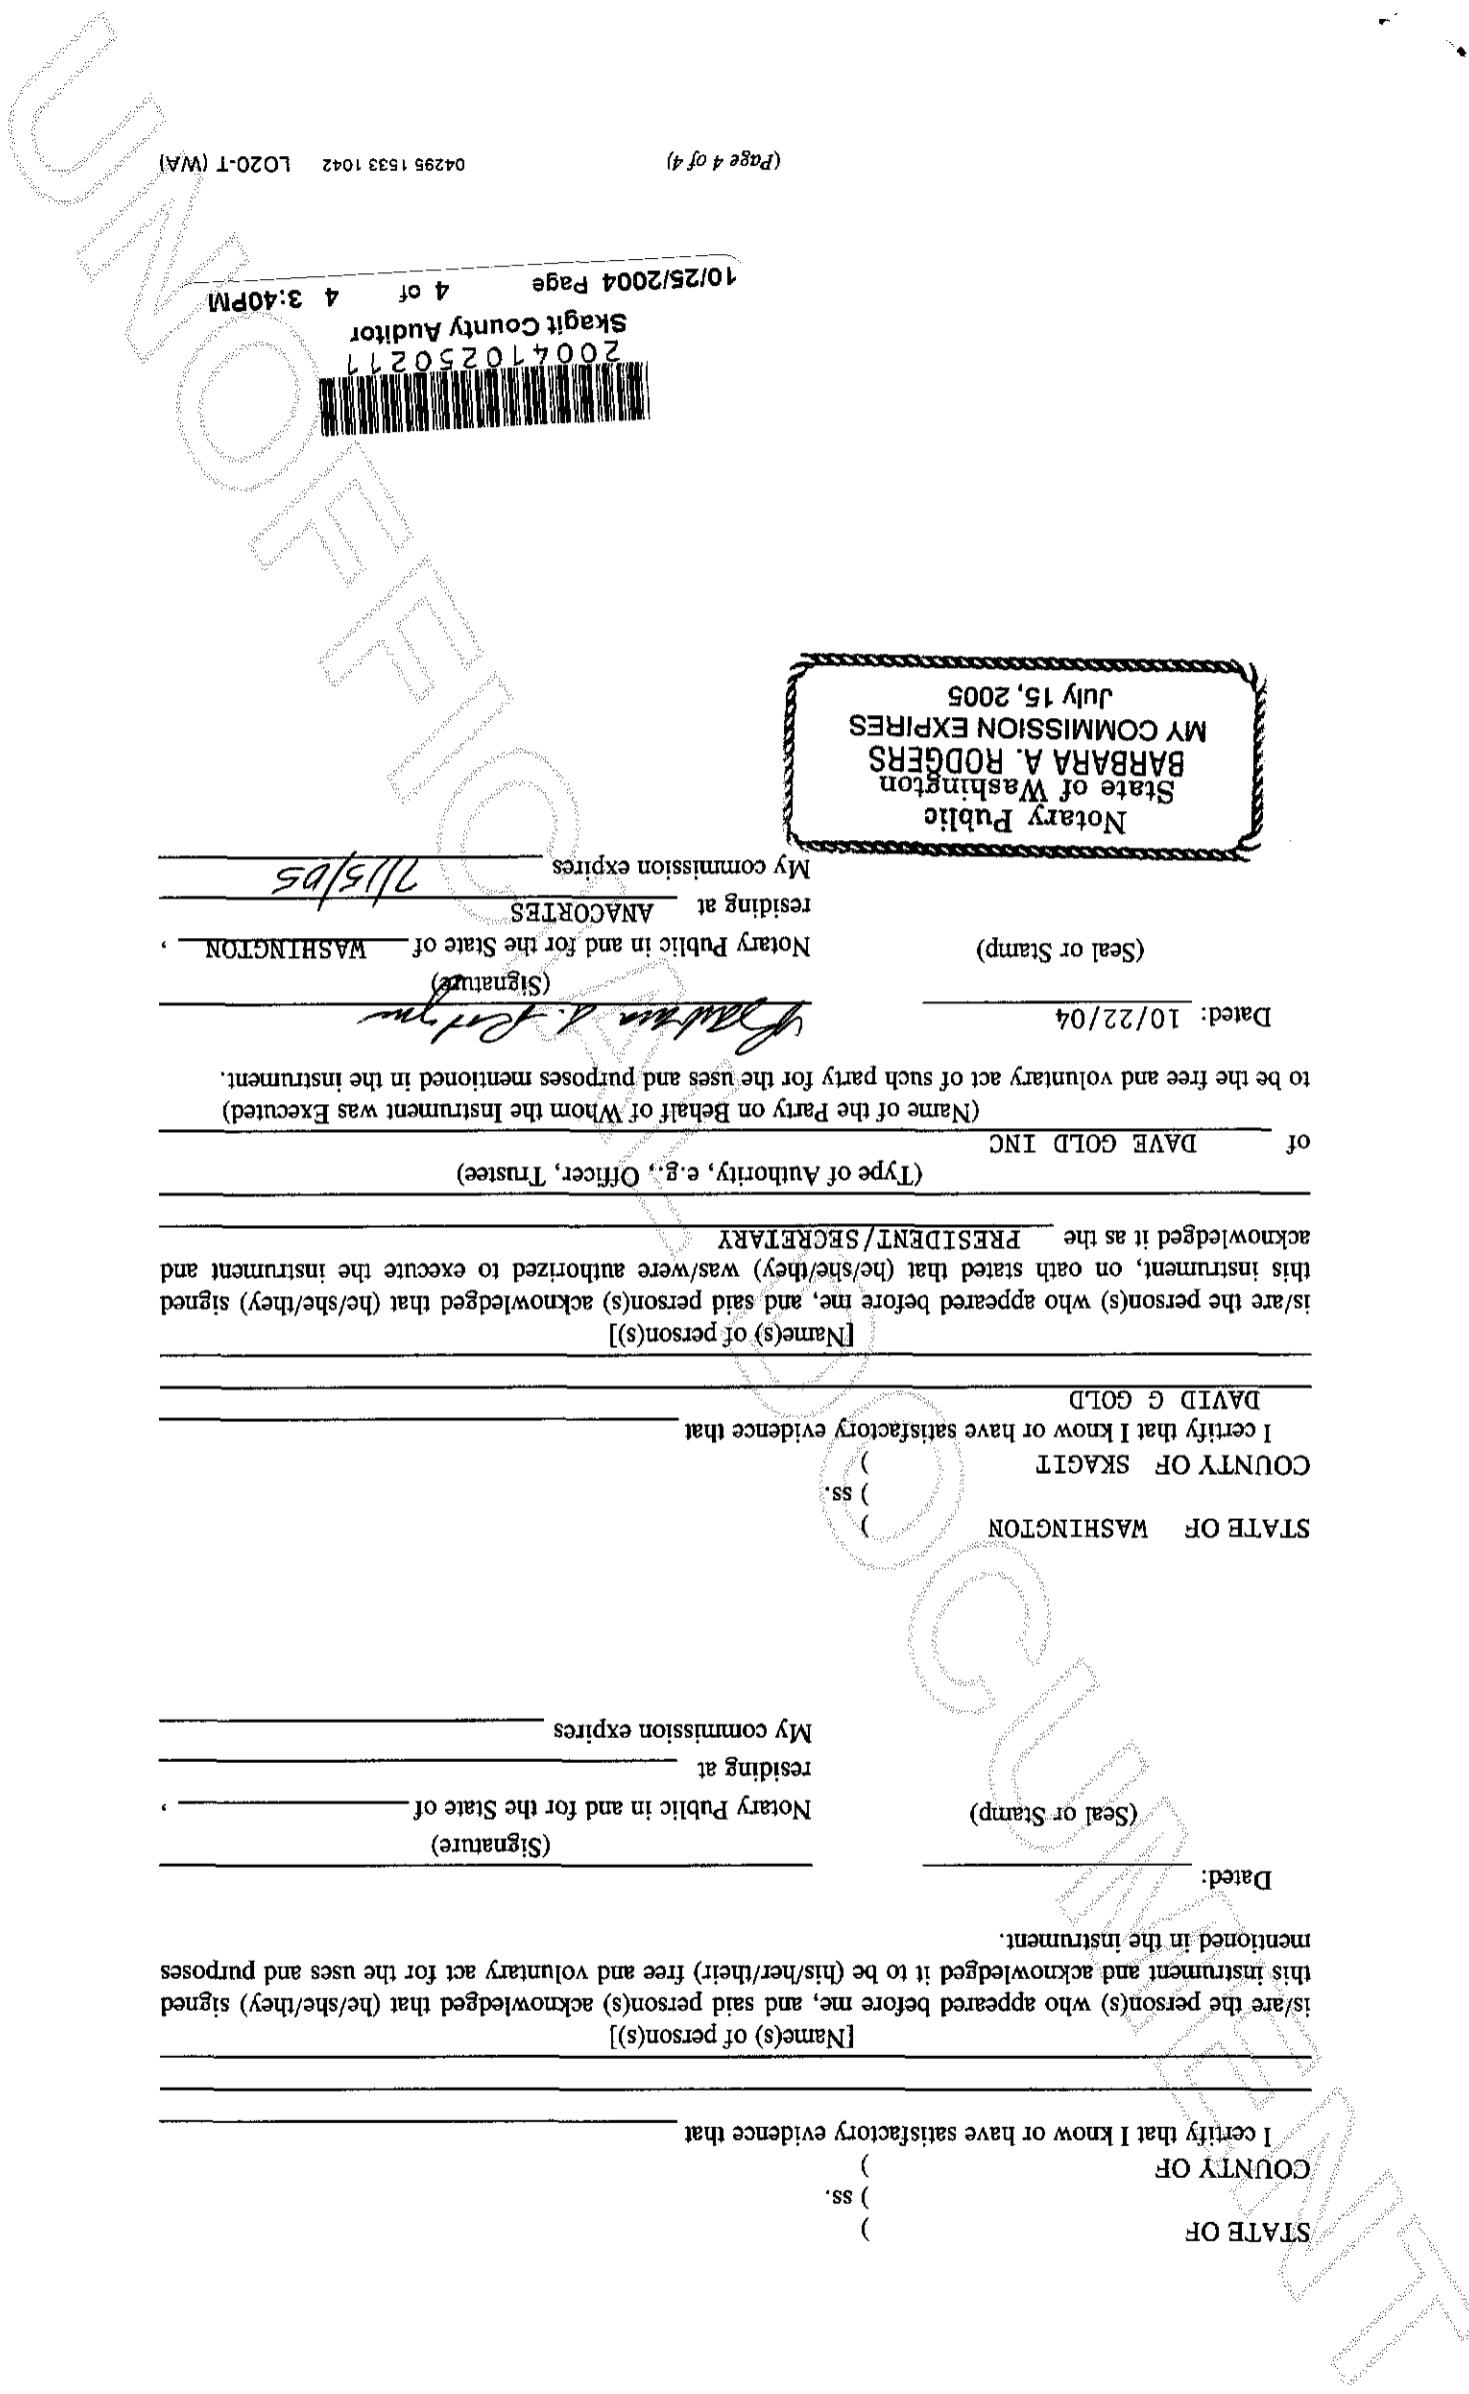 STATE OF )
) ss.
COUNTY OF )
I certify that I know or have satisfactory evidence that
[Name(s) of person(s)]
is/are the person(s) who appeared before me, and said person(s) acknowledged that (he/she/they) signed
this instrument and acknowledged it to be (his/her/their) free and voluntary act for the uses and purposes
mentioned in the instrument.
Dated:
(Signature)
(Seal or Stamp) Notary Public in and for the State of ,
residing at
My commission expires
STATE OF WASHINGTON )
) ss.
COUNTY OF SKAGIT )
I certify that I know or have satisfactory evidence that
DAVID G GOLD
[Name(s) of person(s)]
is/are the person(s) who appeared before me, and said person(s) acknowledged that (he/she/they) signed
this instrument, on oath stated that (he/she/they) was/were authorized to execute the instrument and
acknowledged it as the PRESIDENT/SECRETARY
(Type of Authority, e.g., Officer, Trustee)
of DAVE GOLD INC
(Name of the Party on Behalf of Whom the Instrument was Executed)
to be the free and voluntary act of such party for the uses and purposes mentioned in the instrument.
Dated: 10/22/04 Barbara A. Rodgers
(Signature)
(Seal or Stamp) Notary Public in and for the State of WASHINGTON ,
residing at ANACORTES
My commission expires 7/15/05
Notary Public
State of Washington
BARBARA A. RODGERS
MY COMMISSION EXPIRES
July 15, 2005
200410250211
Skagit County Auditor
10/25/2004 Page 4 of 4 3:40PM
(Page 4 of 4) 04295 1533 1042 LO20-T (WA)
UNOFFICIAL DOCUMENT